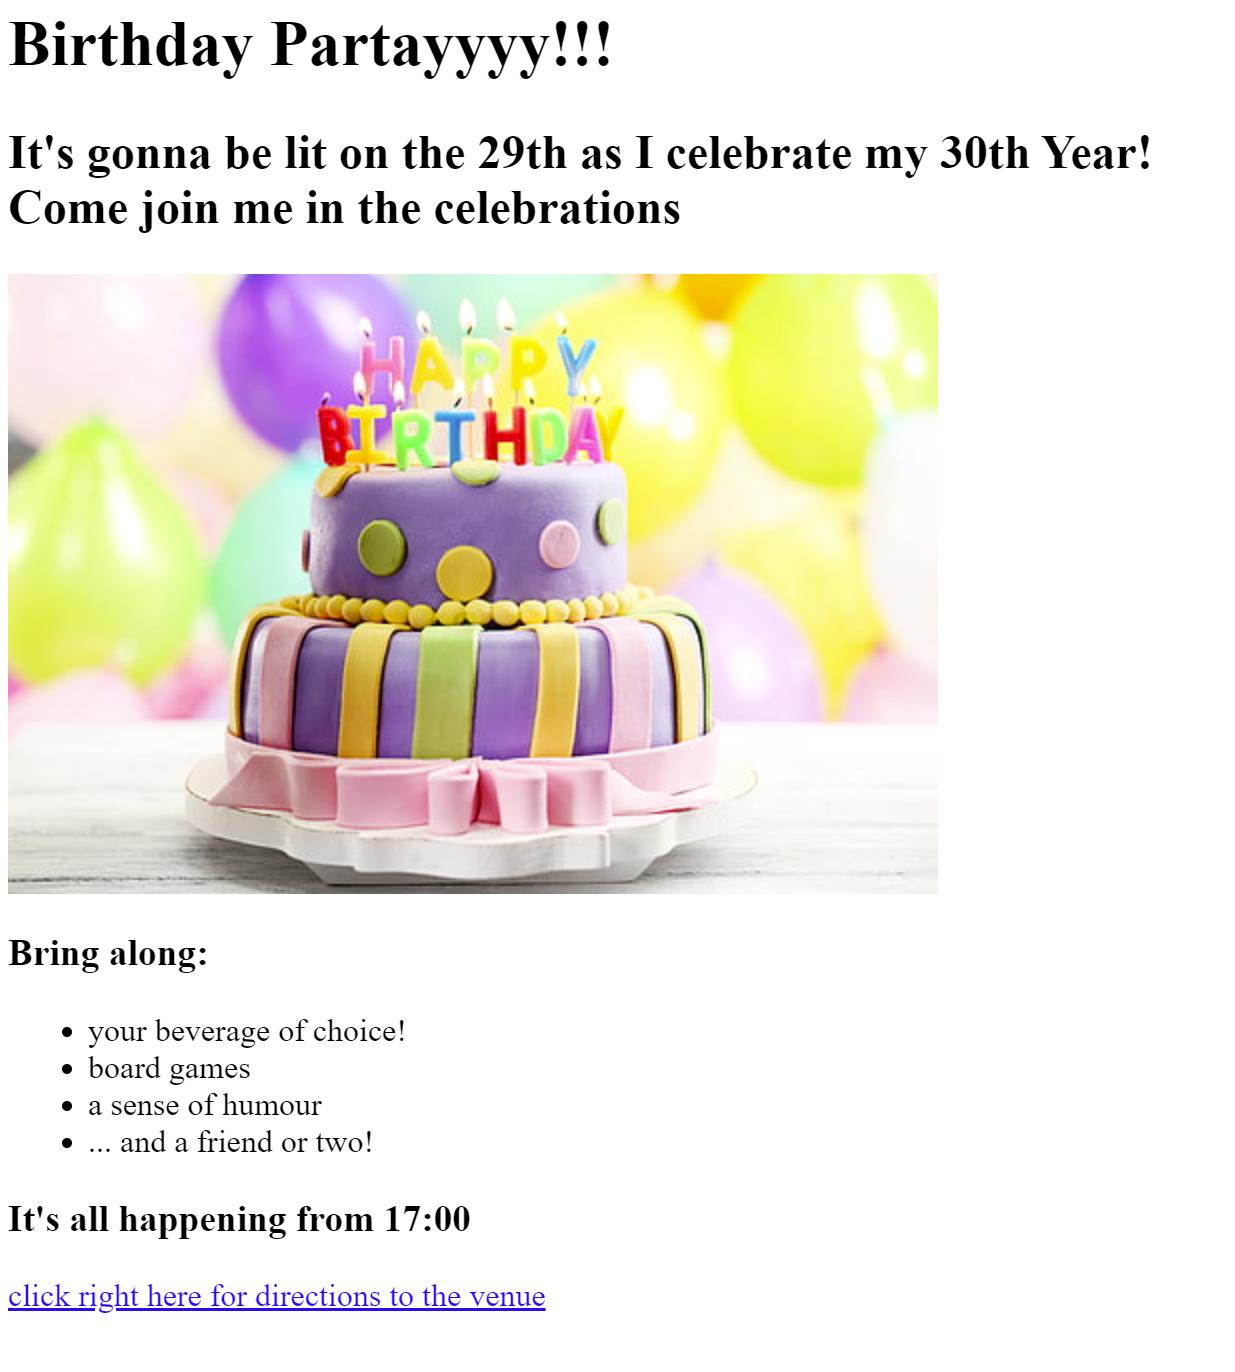 Birthday Partayyyy!!!
It's gonna be lit on the 29th as I celebrate my 30th Year!
Come join me in the celebrations
HAPPY
BIRTHDAY
Bring along:
your beverage of choice!
board games
a sense of humour
... and a friend or two!
It's all happening from 17:00
click right here for directions to the venue